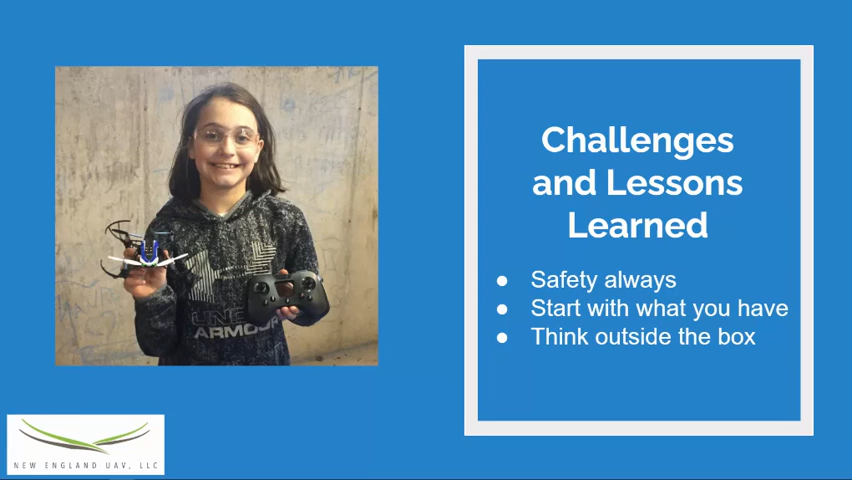 Challenges
and Lessons
Learned
● Safety always
● Start with what you have
● Think outside the box
UNDER
ARMOUR
NEW ENGLAND UAV, LLC